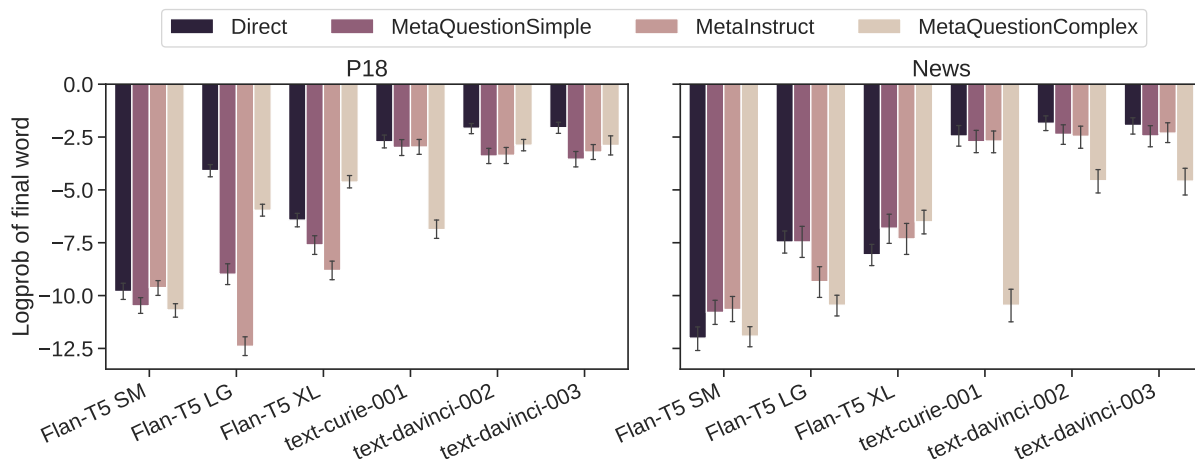 Direct MetaQuestionSimple MetaInstruct MetaQuestionComplex
P18 News
Logprob of final word
0.0
−2.5
−5.0
−7.5
−10.0
−12.5
Flan-T5 SM Flan-T5 LG Flan-T5 XL text-curie-001 text-davinci-002 text-davinci-003
Flan-T5 SM Flan-T5 LG Flan-T5 XL text-curie-001 text-davinci-002 text-davinci-003